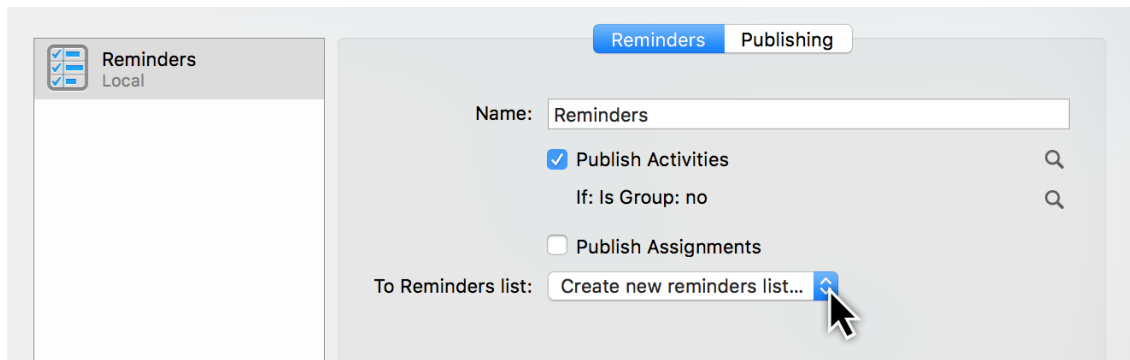 Reminders
Local
Reminders Publishing
Name: Reminders
Publish Activities
If: Is Group: no
Publish Assignments
To Reminders list: Create new reminders list...